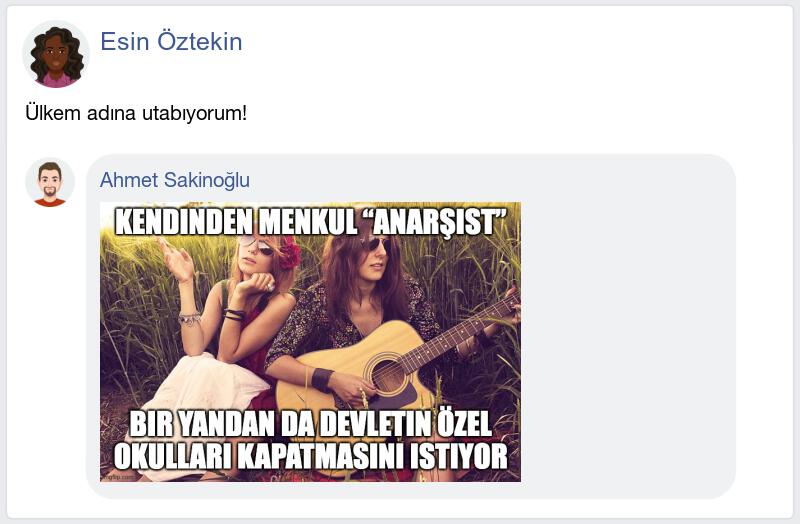 Esin Öztekin
Ülkem adına utabıyorum!
Ahmet Sakinoğlu
KENDINDEN MENKUL “ANARŞIST”
BIR YANDAN DA DEVLETIN ÖZEL
OKULLARI KAPATMASINI ISTIYOR
imgflip.com